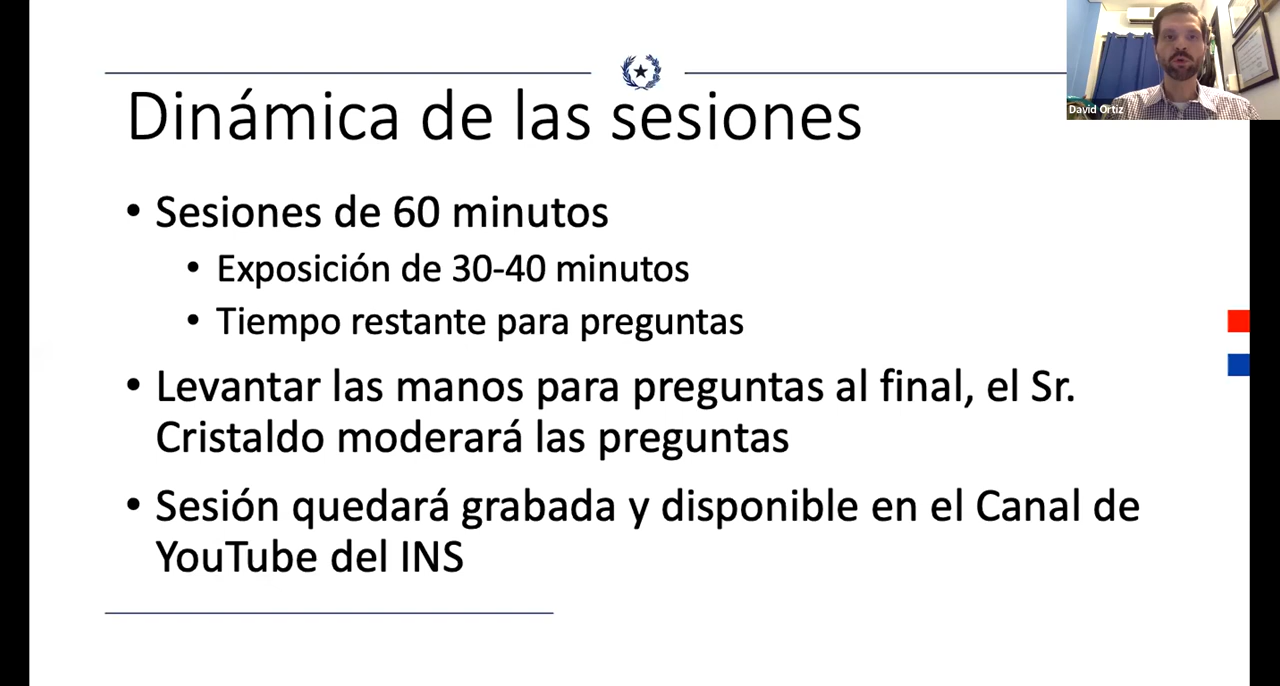 Dinámica de las sesiones
David Ortiz
• Sesiones de 60 minutos
• Exposición de 30-40 minutos
• Tiempo restante para preguntas
• Levantar las manos para preguntas al final, el Sr.
Cristaldo moderará las preguntas
• Sesión quedará grabada y disponible en el Canal de
YouTube del INS